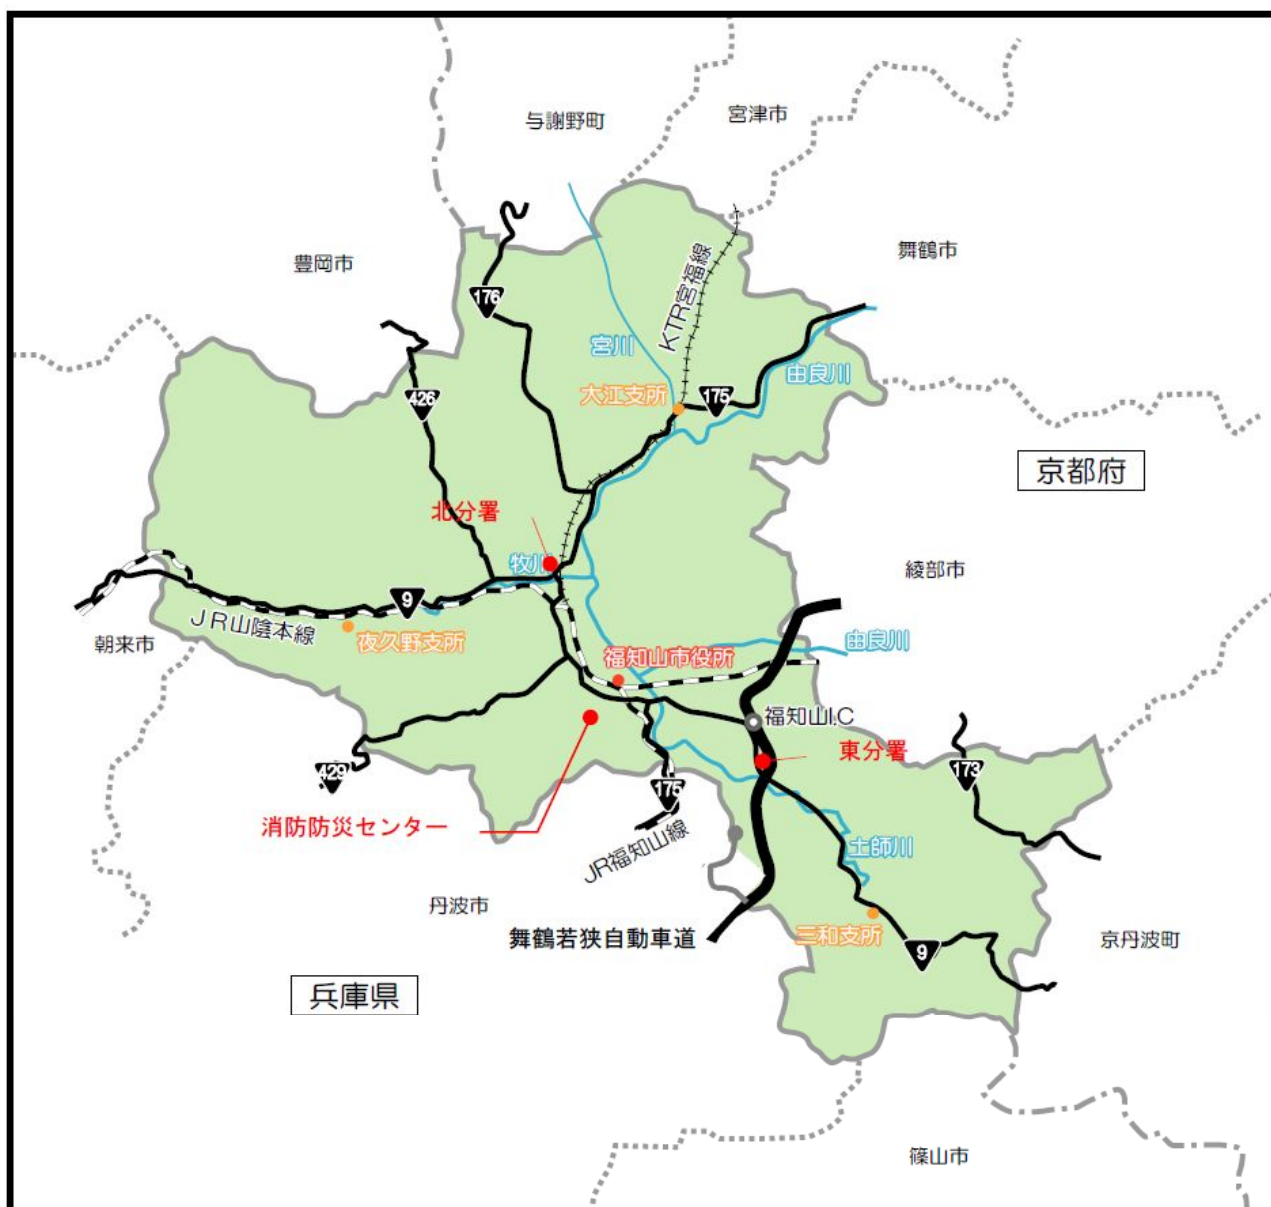 宮津市
与謝野町
舞鶴市
豊岡市
KTR宮福線
176
宮川
由良川
大江支所
175
426
京都府
北分署
牧川
綾部市
9
JR山陰本線
夜久野支所
朝来市
由良川
福知山市役所
福知山I.C
東分署
429
173
175
消防防災センター
JR福知山線
土師川
丹波市
三和支所
舞鶴若狭自動車道
京丹波町
9
兵庫県
篠山市